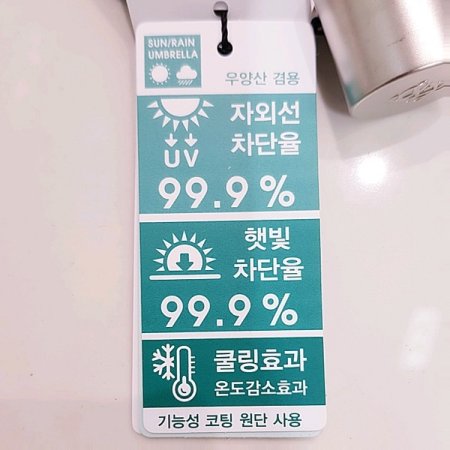 SUN/RAIN
UMBRELLA
우양산 겸용
자외선
차단율
UV
99.9%
햇빛
차단율
99.9%
쿨링효과
온도감소효과
기능성 코팅 원단 사용